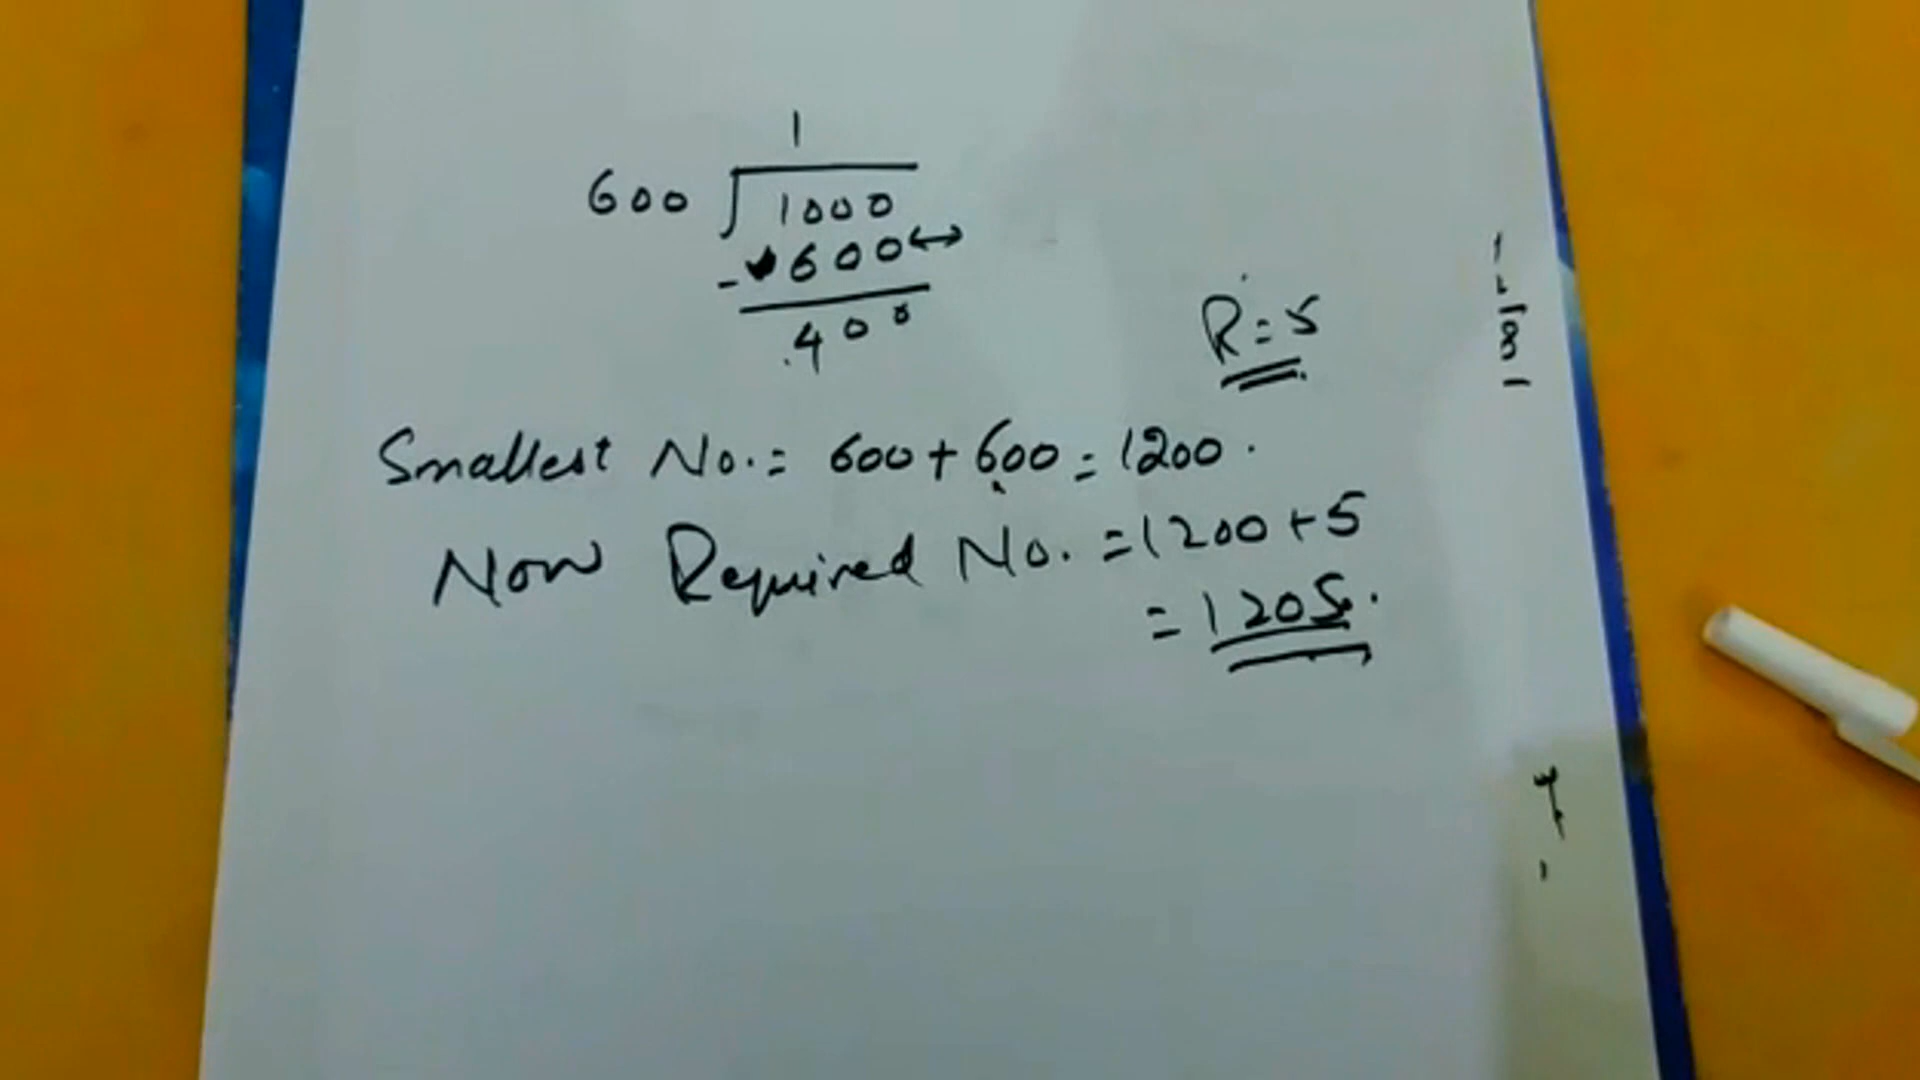 1
600 1000
- 600
400
R = 5
Smallest No. = 600 + 600 = 1200.
Now Required No. = 1200 + 5
= 1205.